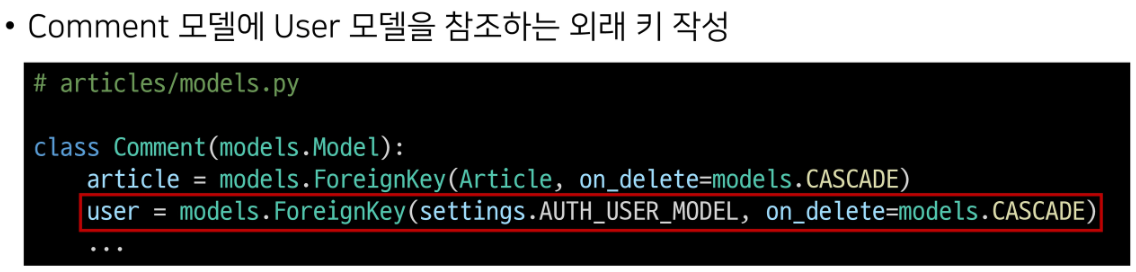 • Comment 모델에 User 모델을 참조하는 외래 키 작성
# articles/models.py
class Comment(models.Model):
article = models.ForeignKey(Article, on_delete=models.CASCADE)
user = models.ForeignKey(settings.AUTH_USER_MODEL, on_delete=models.CASCADE)
...